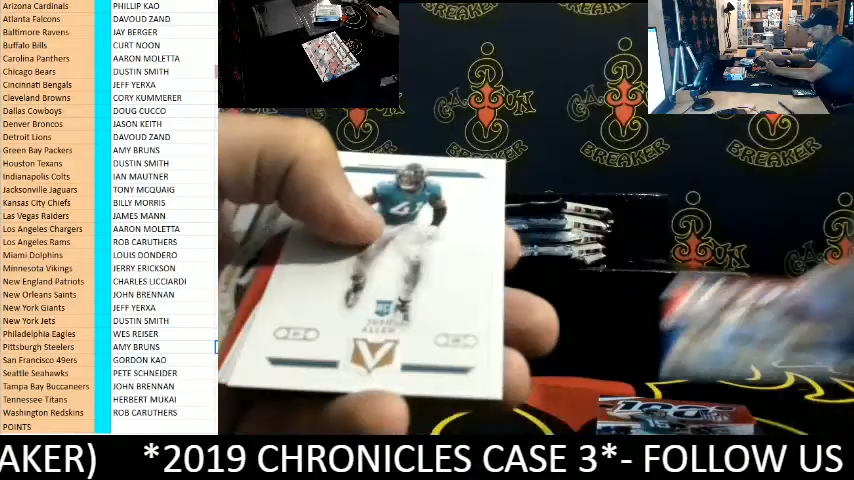 Arizona Cardinals PHILLIP KAO
Atlanta Falcons DAVOUD ZAND
Baltimore Ravens JAY BERGER
Buffalo Bills CURT NOON
Carolina Panthers AARON MOLETTA
Chicago Bears DUSTIN SMITH
Cincinnati Bengals JEFF YERXA
Cleveland Browns CORY KUMMERER
Dallas Cowboys DOUG CUCCO
Denver Broncos JASON KEITH
Detroit Lions DAVOUD ZAND
Green Bay Packers AMY BRUNS
Houston Texans DUSTIN SMITH
Indianapolis Colts IAN MAUTNER
Jacksonville Jaguars TONY MCQUAIG
Kansas City Chiefs BILLY MORRIS
Las Vegas Raiders JAMES MANN
Los Angeles Chargers AARON MOLETTA
Los Angeles Rams ROB CARUTHERS
Miami Dolphins LOUIS DONDERO
Minnesota Vikings JERRY ERICKSON
New England Patriots CHARLES LICCIARDI
New Orleans Saints JOHN BRENNAN
New York Giants JEFF YERXA
New York Jets DUSTIN SMITH
Philadelphia Eagles WES REISER
Pittsburgh Steelers AMY BRUNS
San Francisco 49ers GORDON KAO
Seattle Seahawks PETE SCHNEIDER
Tampa Bay Buccaneers JOHN BRENNAN
Tennessee Titans HERBERT MUKAI
Washington Redskins ROB CARUTHERS
POINTS
BREAKER
BREAKER
BREAKER
BREAKER
41
ALLEN
V
AKER) *2019 CHRONICLES CASE 3*- FOLLOW US